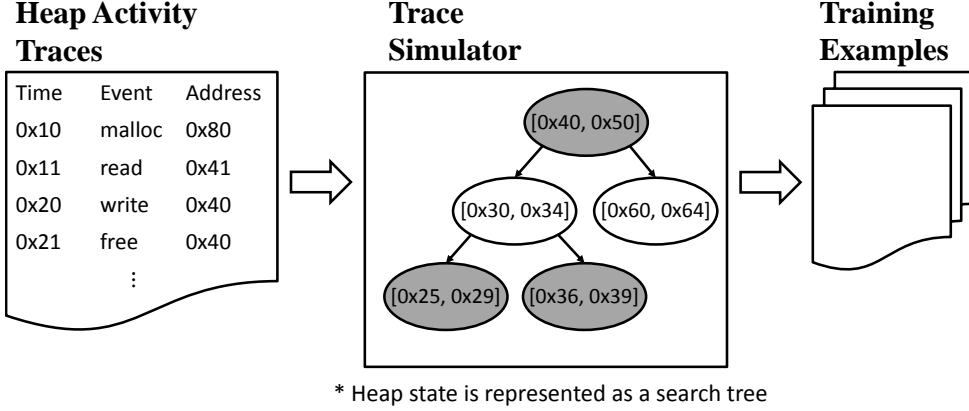 Heap Activity
Traces
Time Event Address
0x10 malloc 0x80
0x11 read 0x41
0x20 write 0x40
0x21 free 0x40
⋮
Trace
Simulator
[0x40, 0x50]
[0x30, 0x34] [0x60, 0x64]
[0x25, 0x29] [0x36, 0x39]
* Heap state is represented as a search tree
Training
Examples